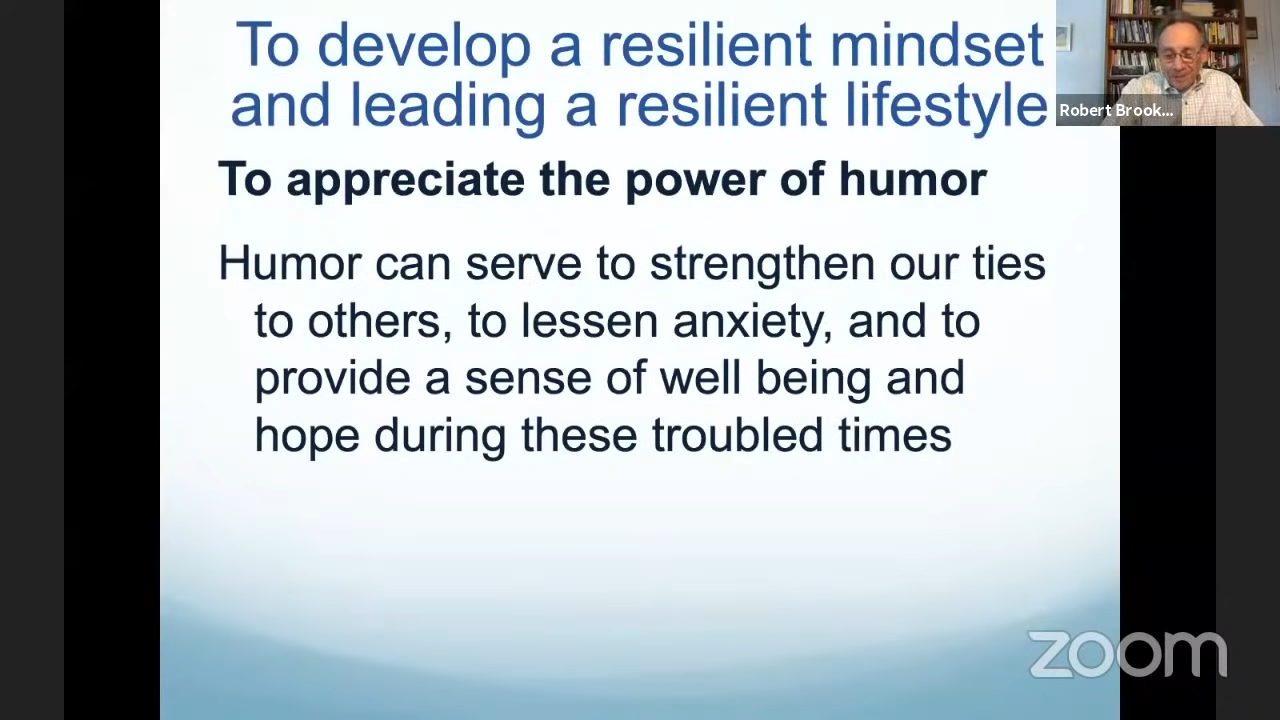 To develop a resilient mindset
and leading a resilient lifestyle
Robert Brook...
To appreciate the power of humor
Humor can serve to strengthen our ties
to others, to lessen anxiety, and to
provide a sense of well being and
hope during these troubled times
zoom